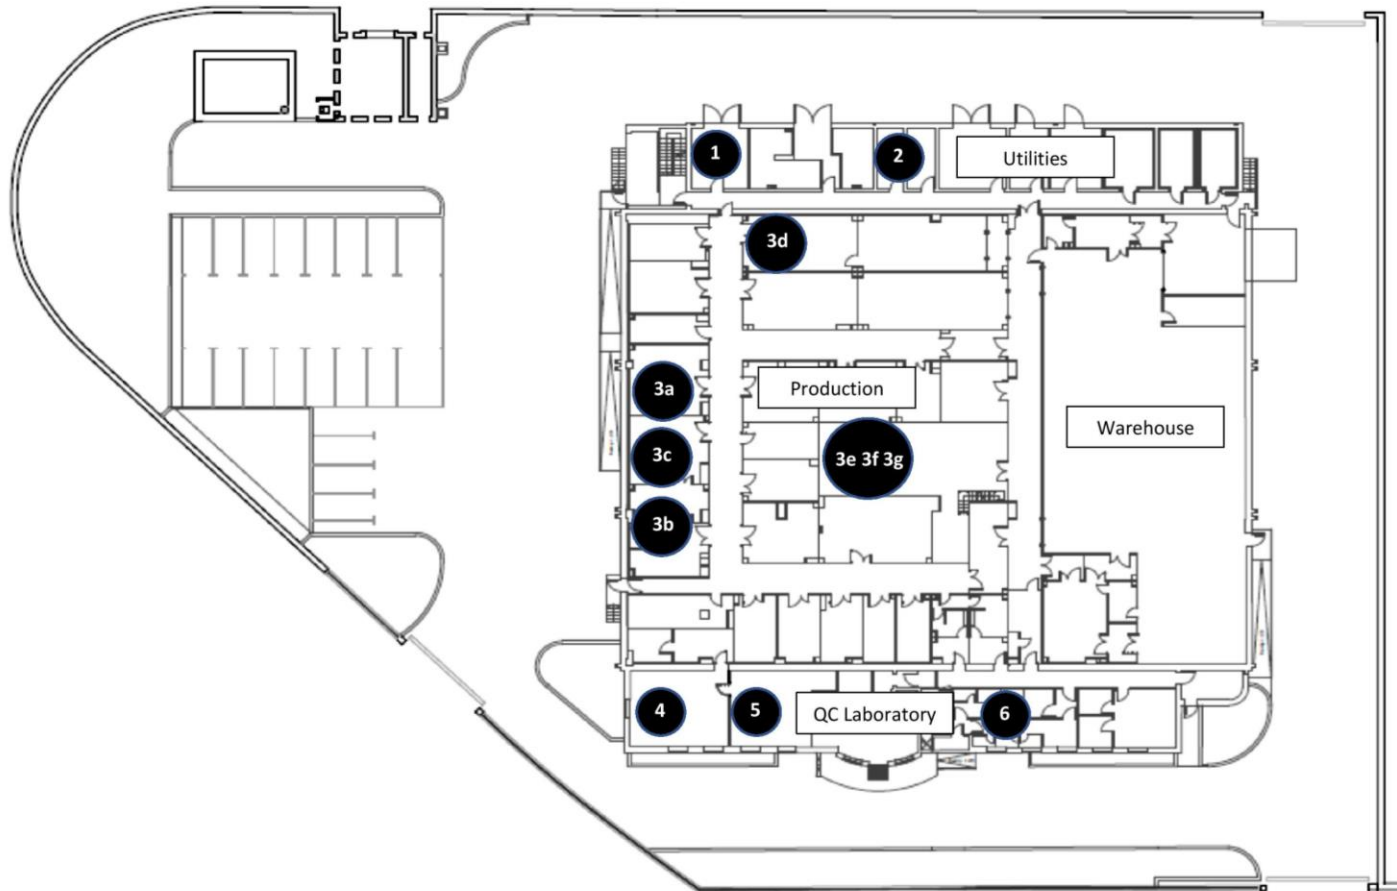 1
2
Utilities
3d
3a
Production
Warehouse
3c
3e 3f 3g
3b
4
5
QC Laboratory
6